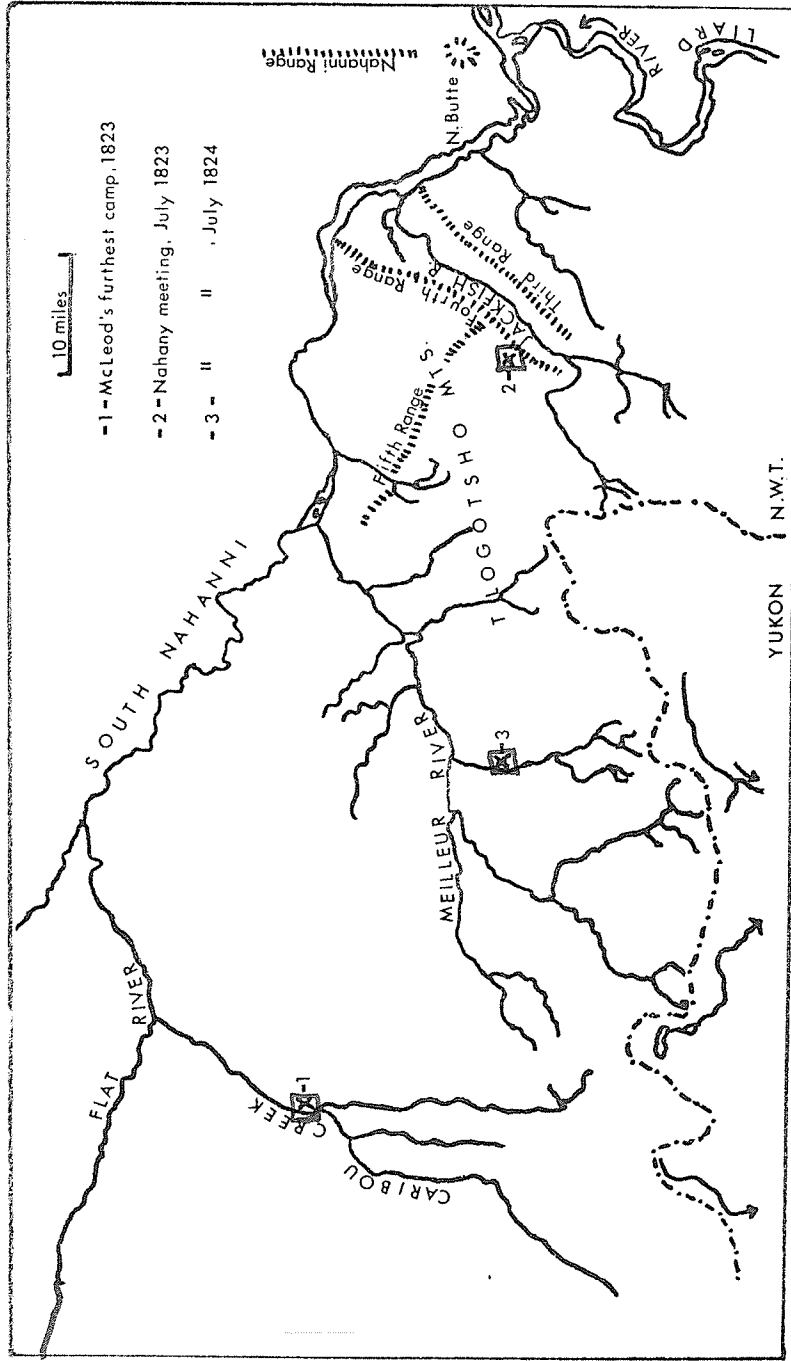 10 miles
-1- McLeod's furthest camp, 1823
-2- Nahany meeting, July 1823
-3- " " , July 1824
Nahanni Range
N. Butte
LIARD
RIVER
SOUTH NAHANNI
FLAT
RIVER
CARIBOU
CREEK
-1
MEILLEUR RIVER
-3
TLOGOTSHO MTS.
Fifth Range
Fourth Range
JACKFISH R.
Third Range
2-
YUKON
N.W.T.